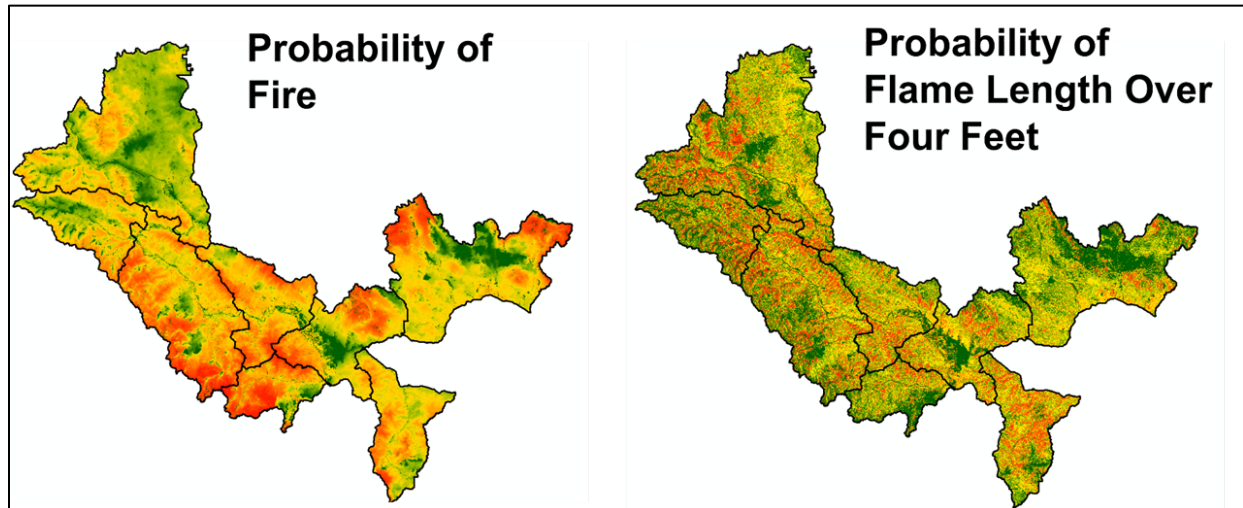 Probability of
Fire
Probability of
Flame Length Over
Four Feet